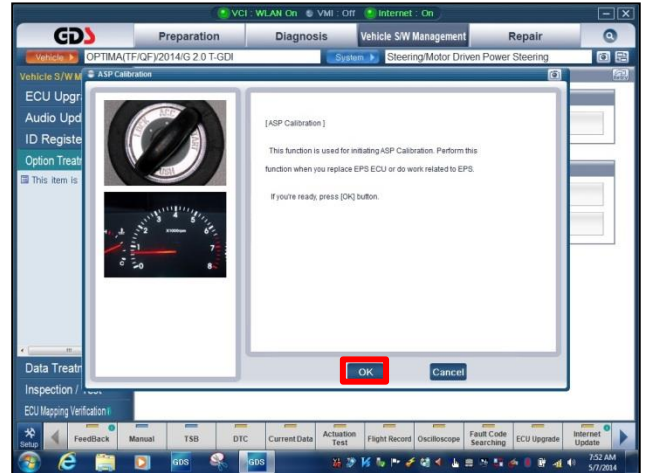 VCI : WLAN On VMI : Off Internet : On
GDS Preparation Diagnosis Vehicle S/W Management Repair
Vehicle OPTIMA(TF/QF)/2014/G 2.0 T-GDI System Steering/Motor Driven Power Steering
Vehicle S/W M
ASP Calibration
ECU Upgr
Audio Upd
ID Registe
Option Treatm
This item is
[ASP Calibration ]
This function is used for initiating ASP Calibration. Perform this
function when you replace EPS ECU or do work related to EPS.
If you're ready, press [OK] button.
OK Cancel
Data Treatm
Inspection /
ECU Mapping Verification
Setup FeedBack Manual TSB DTC Current Data Actuation Test Flight Record Oscilloscope Fault Code Searching ECU Upgrade Internet Update
GDS GDS
7:52 AM
5/7/2014